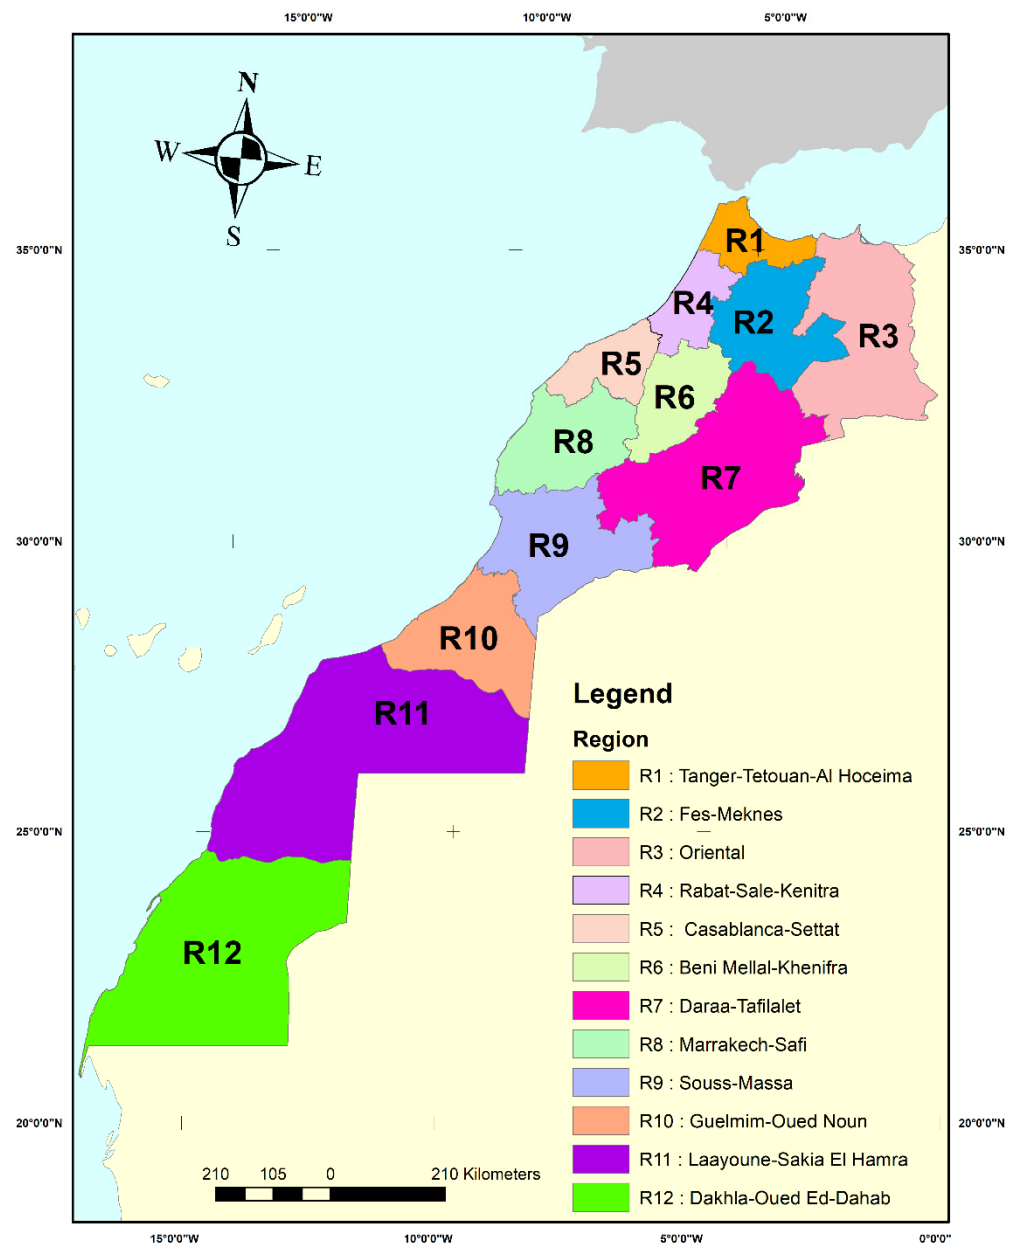 15°0'0"W 10°0'0"W 5°0'0"W
N
W E
S
35°0'0"N 35°0'0"N
R1
R4
R2
R3
R5
R6
R8
R7
30°0'0"N 30°0'0"N
R9
R10
R11
Legend
Region
R1 : Tanger-Tetouan-Al Hoceima
R2 : Fes-Meknes
25°0'0"N 25°0'0"N
R3 : Oriental
R4 : Rabat-Sale-Kenitra
R5 : Casablanca-Settat
R12
R6 : Beni Mellal-Khenifra
R7 : Daraa-Tafilalet
R8 : Marrakech-Safi
R9 : Souss-Massa
20°0'0"N 20°0'0"N
R10 : Guelmim-Oued Noun
R11 : Laayoune-Sakia El Hamra
R12 : Dakhla-Oued Ed-Dahab
210 105 0 210 Kilometers
15°0'0"W 10°0'0"W 5°0'0"W 0°0'0"